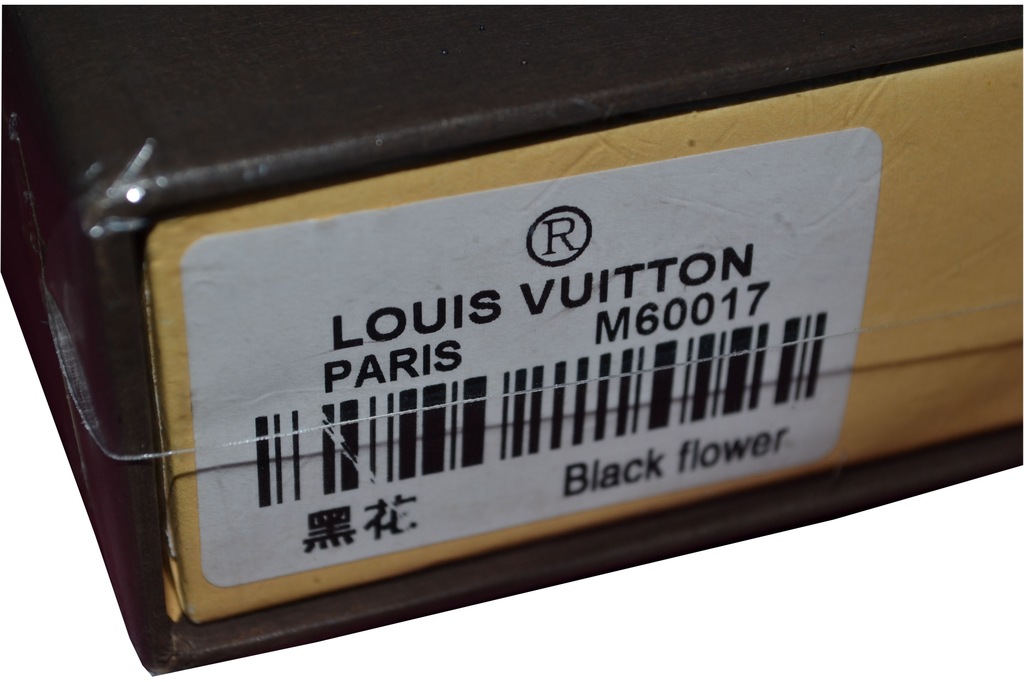 ®
LOUIS VUITTON
PARIS M60017
黑花 Black flower